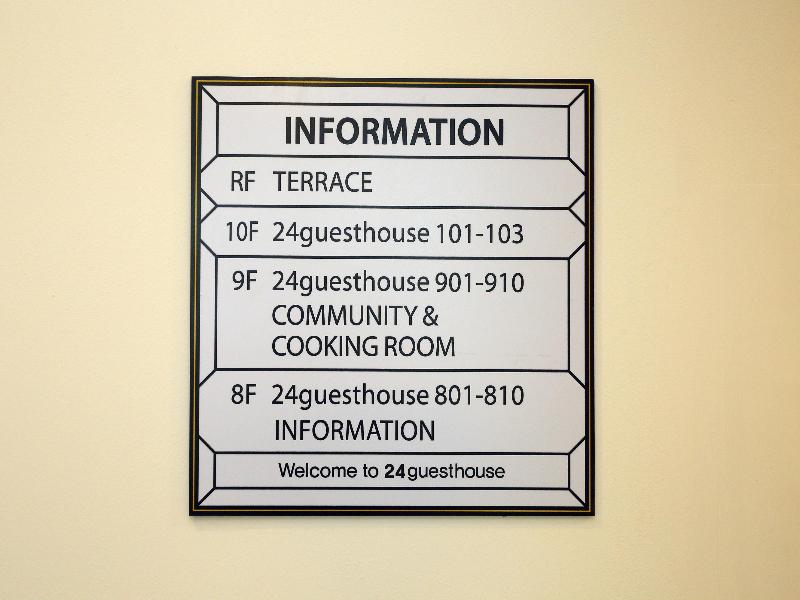 INFORMATION
RF TERRACE
10F 24guesthouse 101-103
9F 24guesthouse 901-910
COMMUNITY &
COOKING ROOM
8F 24guesthouse 801-810
INFORMATION
Welcome to 24guesthouse